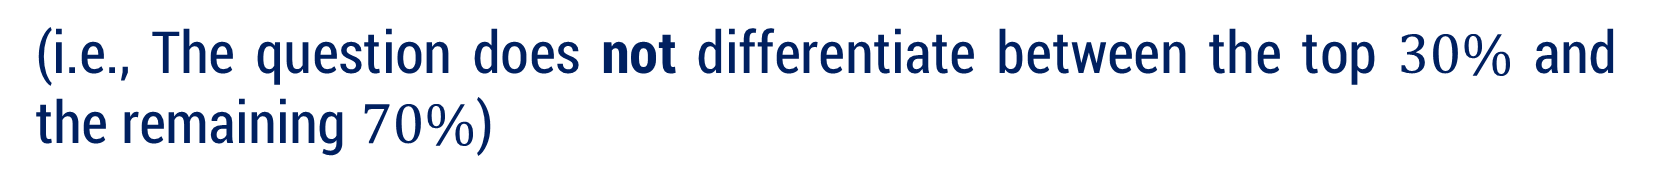 (i.e., The question does not differentiate between the top 30% and
the remaining 70%)